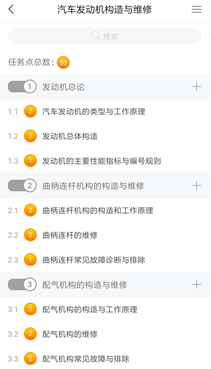 汽车发动机构造与维修
搜索
任务点总数: 50
1 发动机总论
1.1 2 汽车发动机的类型与工作原理
1.2 3 发动机总体构造
1.3 1 发动机的主要性能指标与编号规则
2 曲柄连杆机构的构造与维修
2.1 2 曲柄连杆机构的构造和工作原理
2.2 2 曲柄连杆的维修
2.3 1 曲柄连杆常见故障诊断与排除
3 配气机构的构造与维修
3.1 3 配气机构的构造与工作原理
3.2 2 配气机构的维修
3.3 2 配气机构常见故障与排除